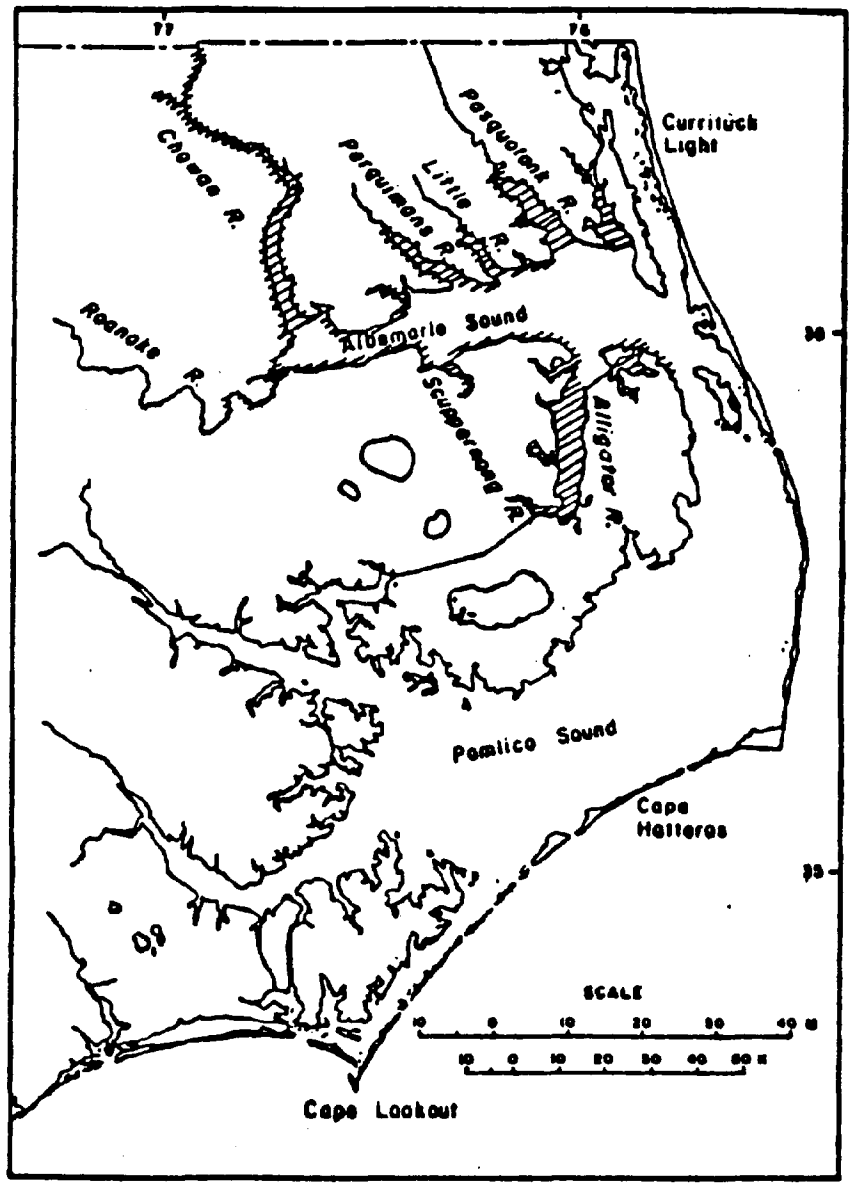 77
76
Currituck
Light
Chowan R.
Perquimans R.
Little R.
Pasquotank R.
Roanoke R.
Albemarle Sound
36
Scuppernong R.
Alligator R.
Pamlico Sound
Cape
Hatteras
35
SCALE
10 0 10 20 30 40 M
10 0 10 20 30 40 50 K
Cape Lookout